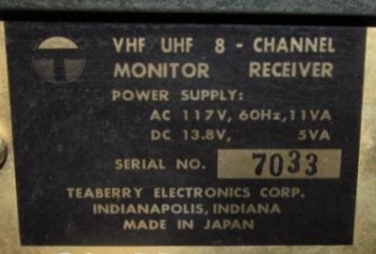 VHF UHF 8 - CHANNEL
MONITOR RECEIVER
POWER SUPPLY:
AC 117V, 60Hz, 11VA
DC 13.8V, 5VA
SERIAL NO. 7033
TEABERRY ELECTRONICS CORP.
INDIANAPOLIS, INDIANA
MADE IN JAPAN